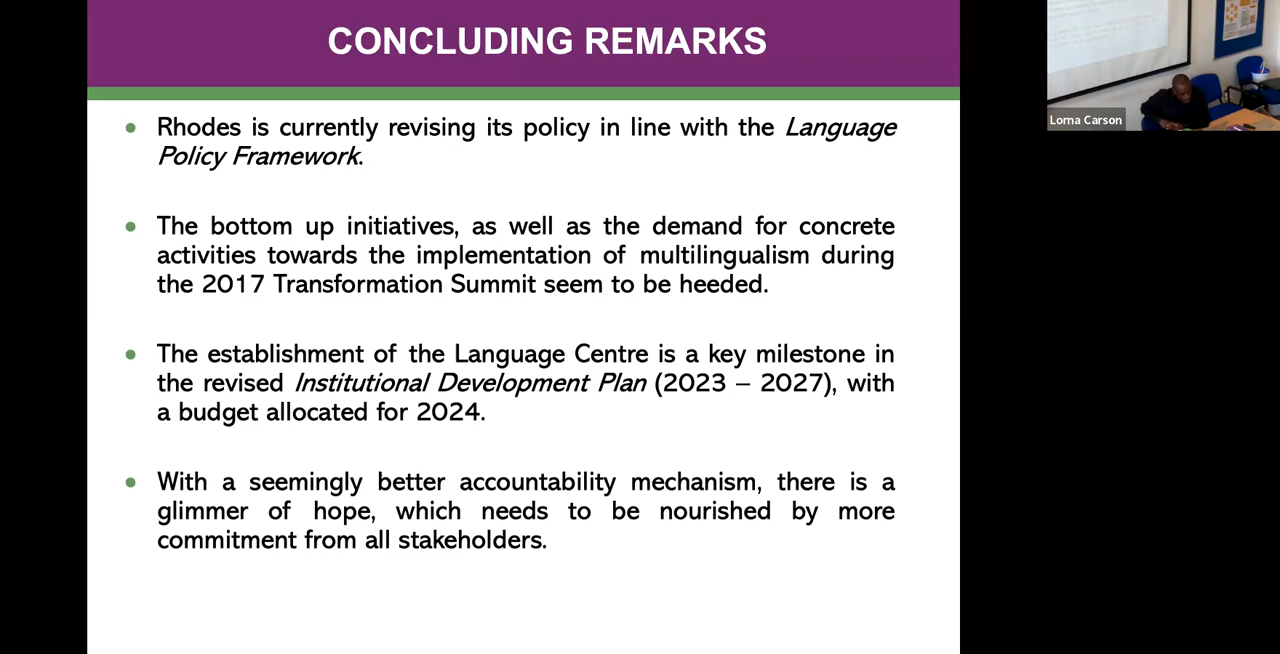 CONCLUDING REMARKS
• Rhodes is currently revising its policy in line with the Language
Policy Framework.
• The bottom up initiatives, as well as the demand for concrete
activities towards the implementation of multilingualism during
the 2017 Transformation Summit seem to be heeded.
• The establishment of the Language Centre is a key milestone in
the revised Institutional Development Plan (2023 – 2027), with
a budget allocated for 2024.
• With a seemingly better accountability mechanism, there is a
glimmer of hope, which needs to be nourished by more
commitment from all stakeholders.
Lorna Carson